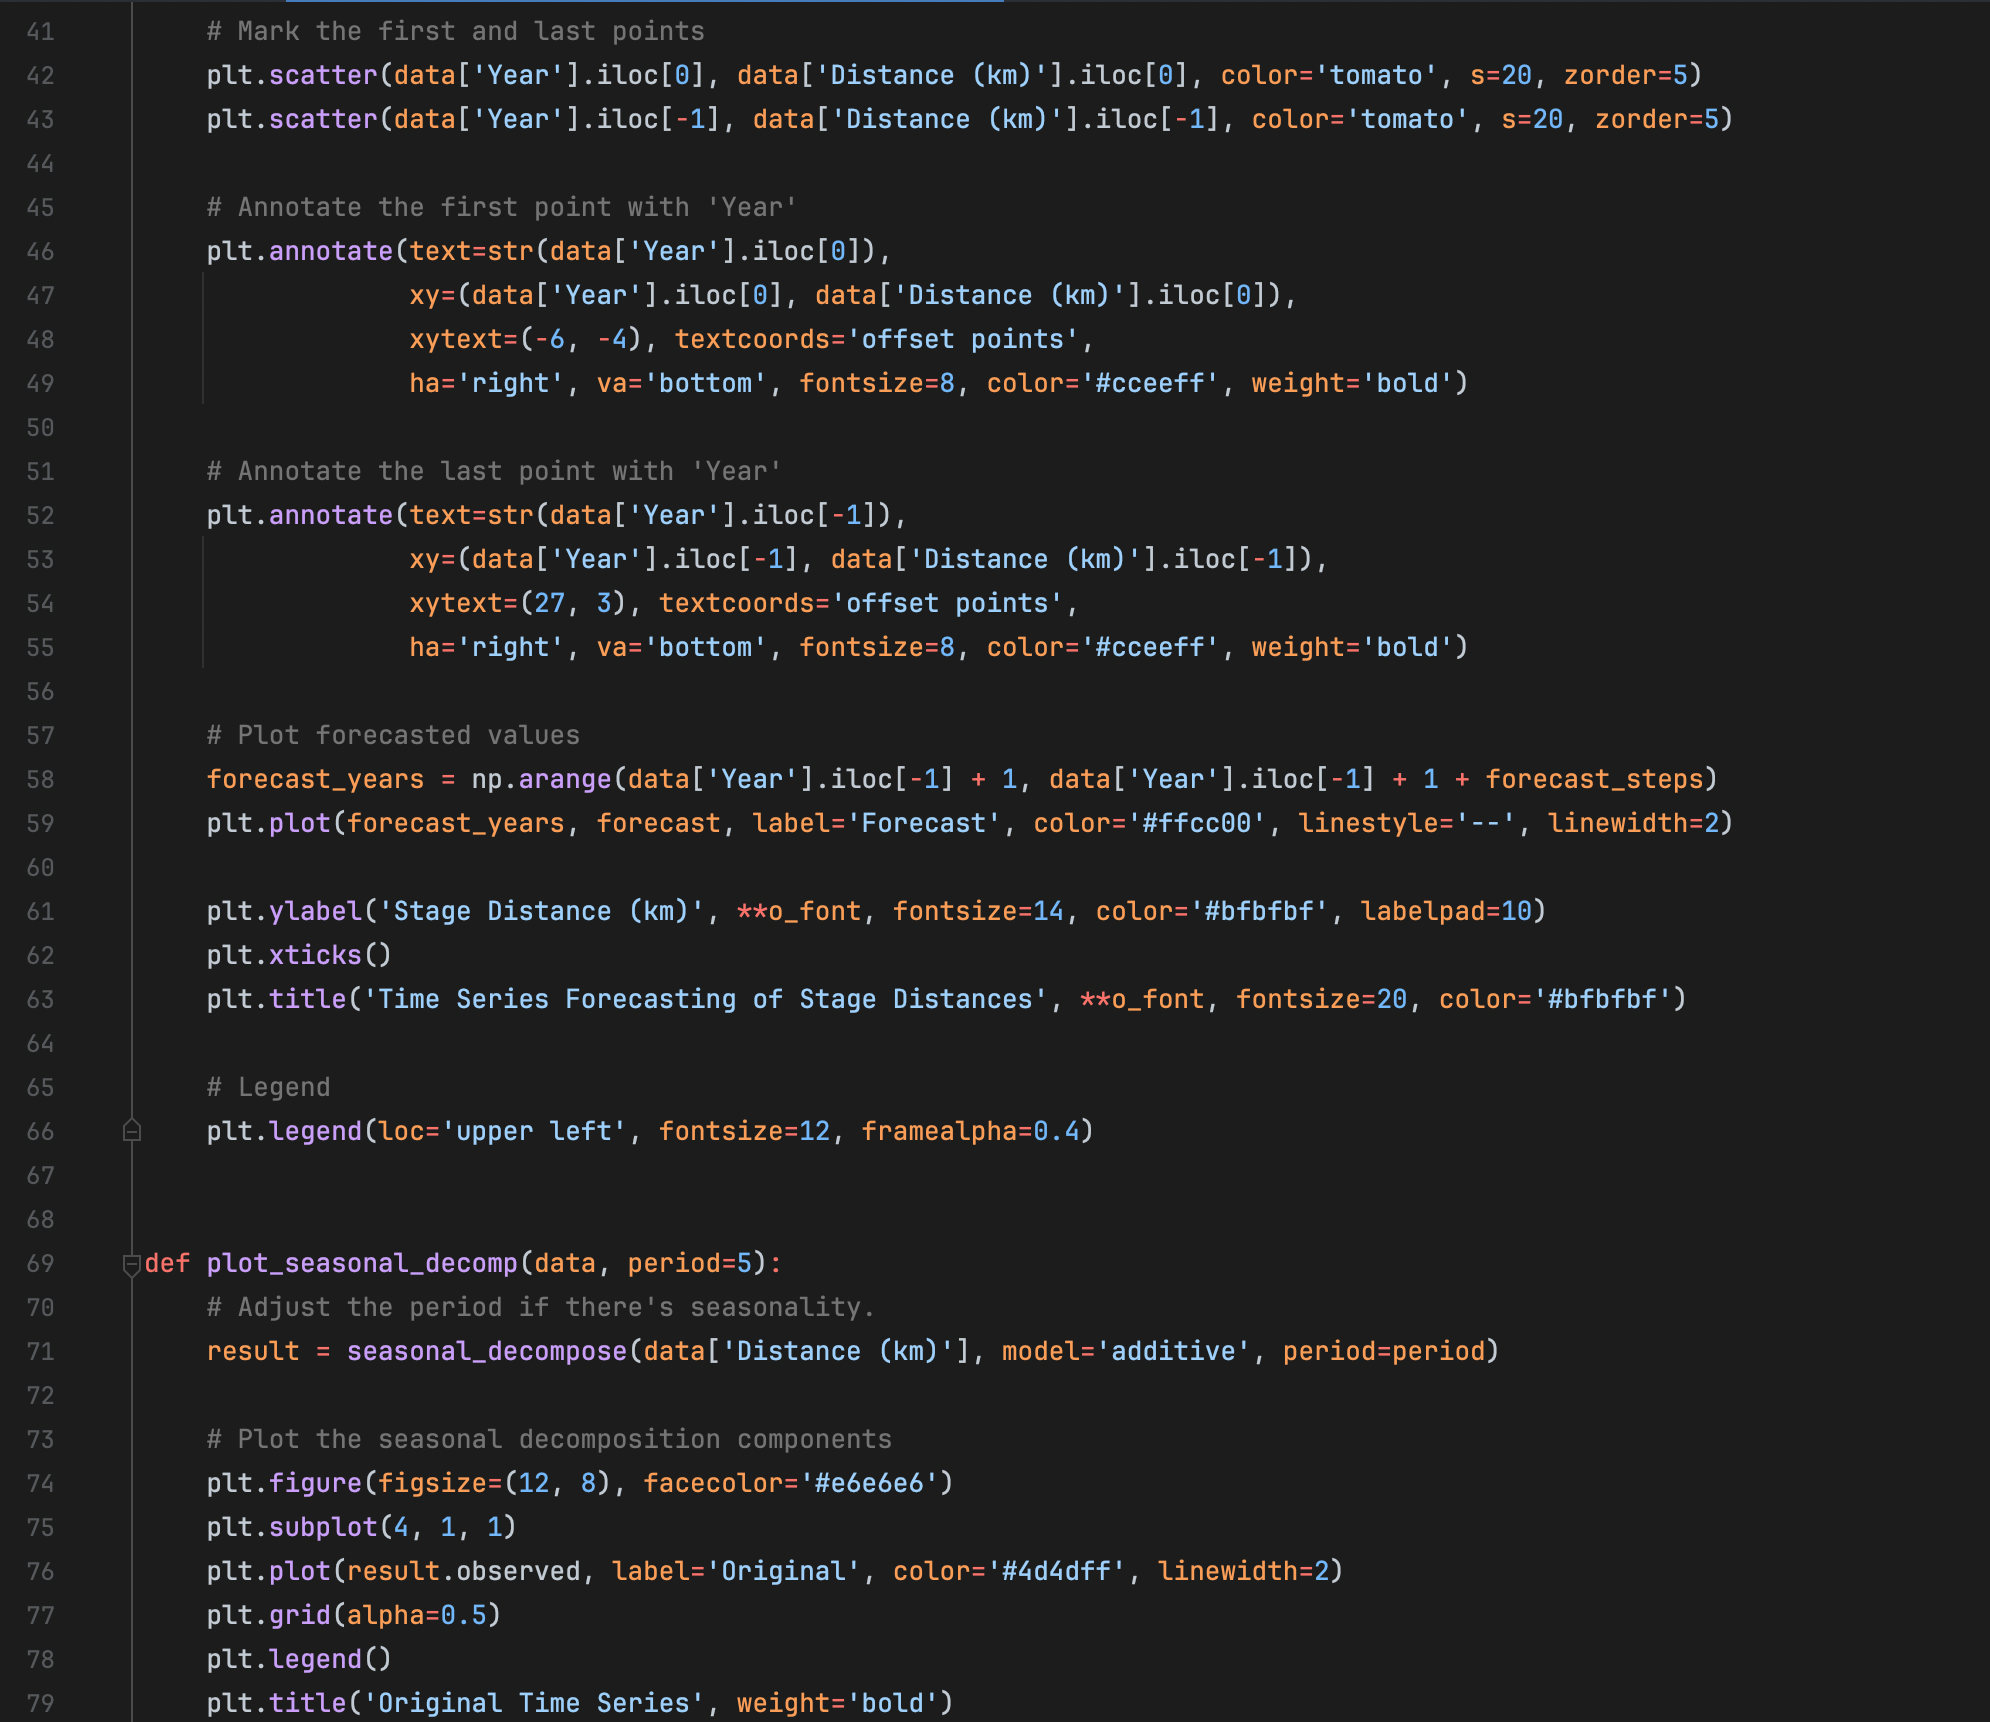 41 # Mark the first and last points
42 plt.scatter(data['Year'].iloc[0], data['Distance (km)'].iloc[0], color='tomato', s=20, zorder=5)
43 plt.scatter(data['Year'].iloc[-1], data['Distance (km)'].iloc[-1], color='tomato', s=20, zorder=5)
44
45 # Annotate the first point with 'Year'
46 plt.annotate(text=str(data['Year'].iloc[0]),
47 xy=(data['Year'].iloc[0], data['Distance (km)'].iloc[0]),
48 xytext=(-6, -4), textcoords='offset points',
49 ha='right', va='bottom', fontsize=8, color='#cceeff', weight='bold')
50
51 # Annotate the last point with 'Year'
52 plt.annotate(text=str(data['Year'].iloc[-1]),
53 xy=(data['Year'].iloc[-1], data['Distance (km)'].iloc[-1]),
54 xytext=(27, 3), textcoords='offset points',
55 ha='right', va='bottom', fontsize=8, color='#cceeff', weight='bold')
56
57 # Plot forecasted values
58 forecast_years = np.arange(data['Year'].iloc[-1] + 1, data['Year'].iloc[-1] + 1 + forecast_steps)
59 plt.plot(forecast_years, forecast, label='Forecast', color='#ffcc00', linestyle='--', linewidth=2)
60
61 plt.ylabel('Stage Distance (km)', **o_font, fontsize=14, color='#bfbfbf', labelpad=10)
62 plt.xticks()
63 plt.title('Time Series Forecasting of Stage Distances', **o_font, fontsize=20, color='#bfbfbf')
64
65 # Legend
66 plt.legend(loc='upper left', fontsize=12, framealpha=0.4)
67
68
69 def plot_seasonal_decomp(data, period=5):
70 # Adjust the period if there's seasonality.
71 result = seasonal_decompose(data['Distance (km)'], model='additive', period=period)
72
73 # Plot the seasonal decomposition components
74 plt.figure(figsize=(12, 8), facecolor='#e6e6e6')
75 plt.subplot(4, 1, 1)
76 plt.plot(result.observed, label='Original', color='#4d4dff', linewidth=2)
77 plt.grid(alpha=0.5)
78 plt.legend()
79 plt.title('Original Time Series', weight='bold')